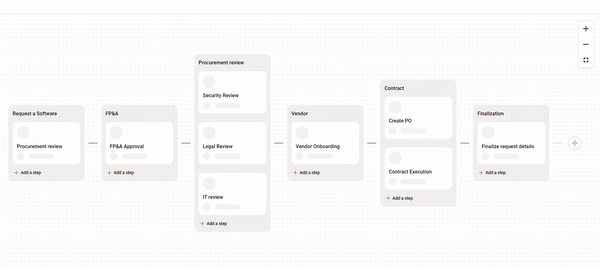 Request a Software
Procurement review
+ Add a step
FP&A
FP&A Approval
+ Add a step
Procurement review
Security Review
Legal Review
IT review
+ Add a step
Vendor
Vendor Onboarding
+ Add a step
Contract
Create PO
Contract Execution
+ Add a step
Finalization
Finalize request details
+ Add a step